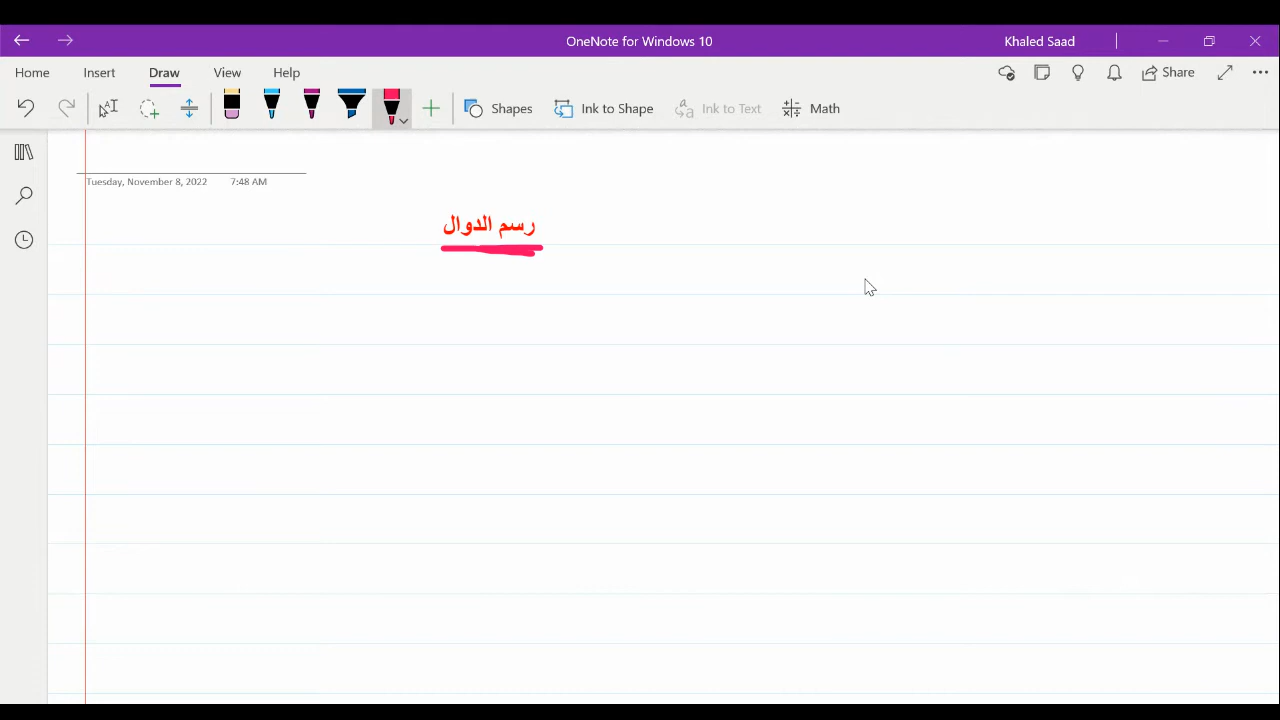 OneNote for Windows 10
Khaled Saad
Home Insert Draw View Help
Share
Shapes Ink to Shape Ink to Text Math
Tuesday, November 8, 2022 7:48 AM
رسم الدوال